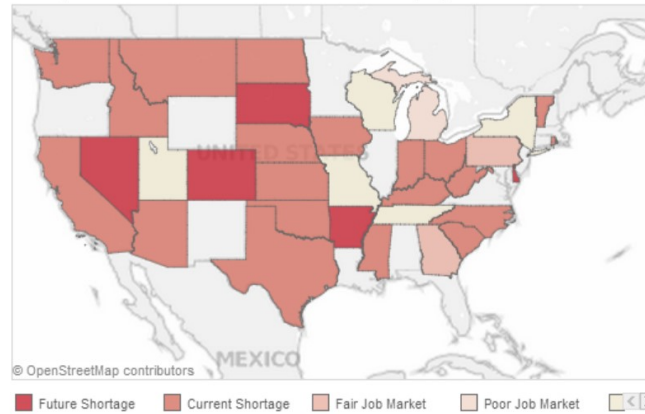 UNITED STATES
MEXICO
© OpenStreetMap contributors
Future Shortage
Current Shortage
Fair Job Market
Poor Job Market